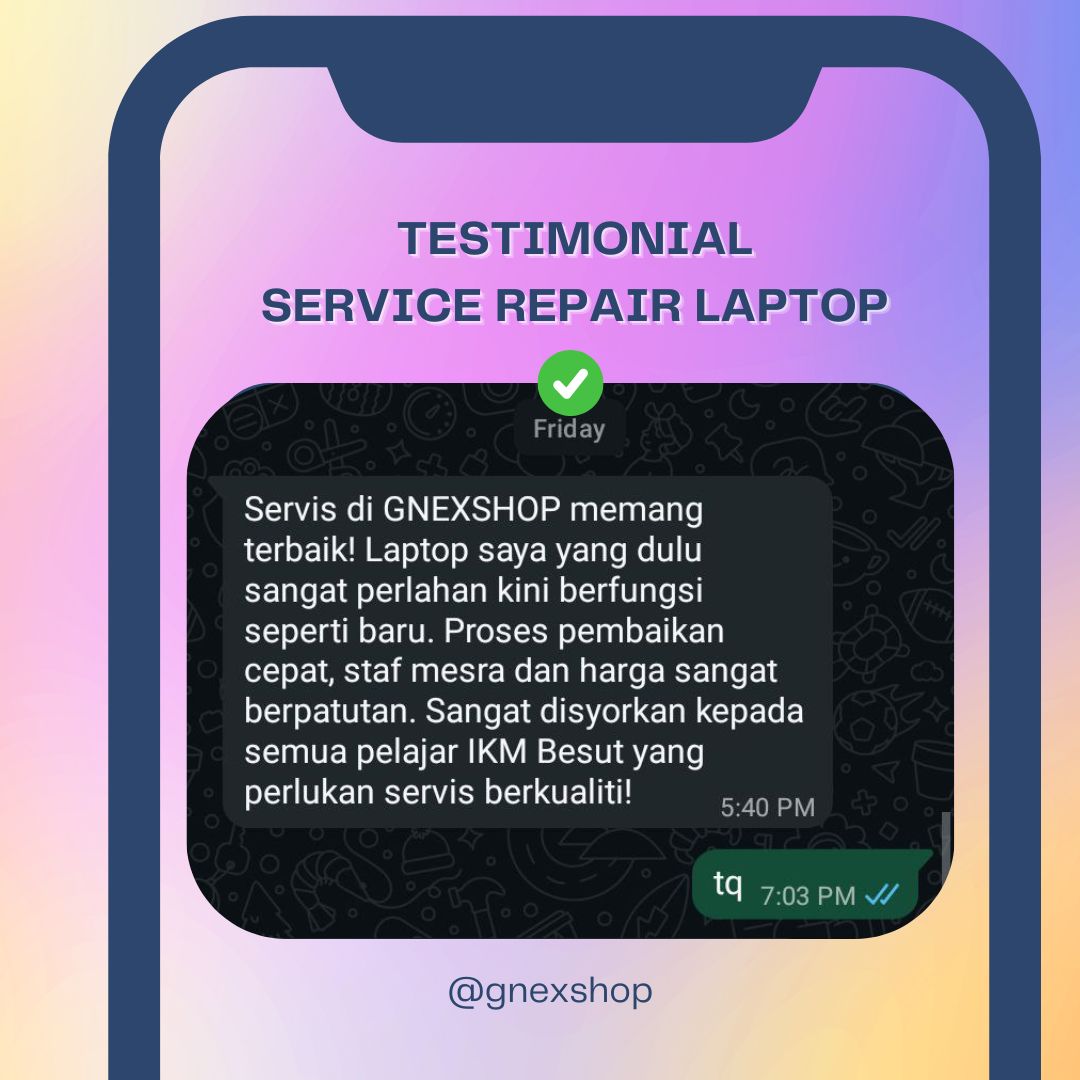 TESTIMONIAL
SERVICE REPAIR LAPTOP
Friday
Servis di GNEXSHOP memang
terbaik! Laptop saya yang dulu
sangat perlahan kini berfungsi
seperti baru. Proses pembaikan
cepat, staf mesra dan harga sangat
berpatutan. Sangat disyorkan kepada
semua pelajar IKM Besut yang
perlukan servis berkualiti!
5:40 PM
tq 7:03 PM
@gnexshop